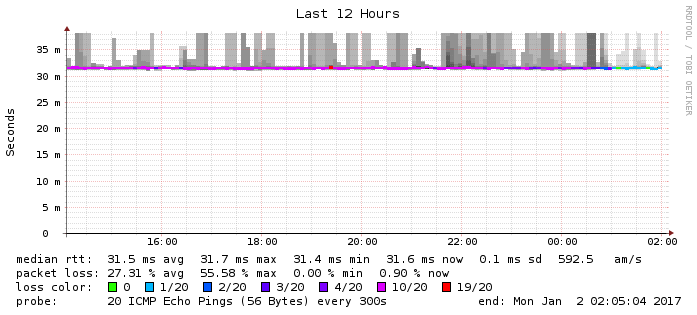 Last 12 Hours
RRDTOOL / TOBI OETIKER
Seconds
35 m
30 m
25 m
20 m
15 m
10 m
5 m
0
16:00 18:00 20:00 22:00 00:00 02:00
median rtt: 31.5 ms avg 31.7 ms max 31.4 ms min 31.6 ms now 0.1 ms sd 592.5 am/s
packet loss: 27.31 % avg 55.58 % max 0.00 % min 0.90 % now
loss color: 0 1/20 2/20 3/20 4/20 10/20 19/20
probe: 20 ICMP Echo Pings (56 Bytes) every 300s end: Mon Jan 2 02:05:04 2017